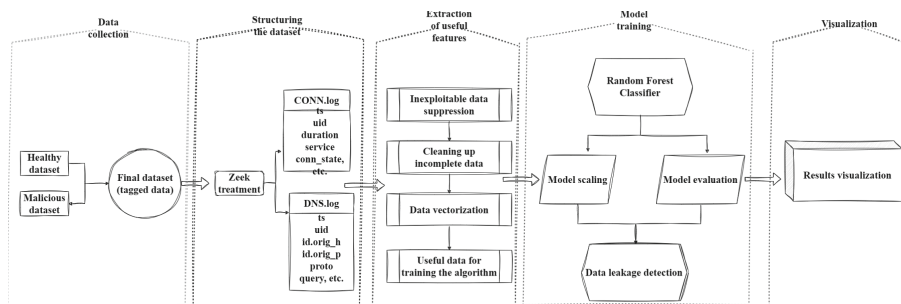 Data
collection
Healthy
dataset
Malicious
dataset
Final dataset
(tagged data)
Structuring
the dataset
Zeek
treatment
CONN.log
ts
uid
duration
service
conn_state,
etc.
DNS.log
ts
uid
id.orig_h
id.orig_p
proto
query, etc.
Extraction
of useful
features
Inexploitable data
suppression
Cleaning up
incomplete data
Data vectorization
Useful data for
training the algorithm
Model
training
Random Forest
Classifier
Model scaling
Model evaluation
Data leakage detection
Visualization
Results visualization